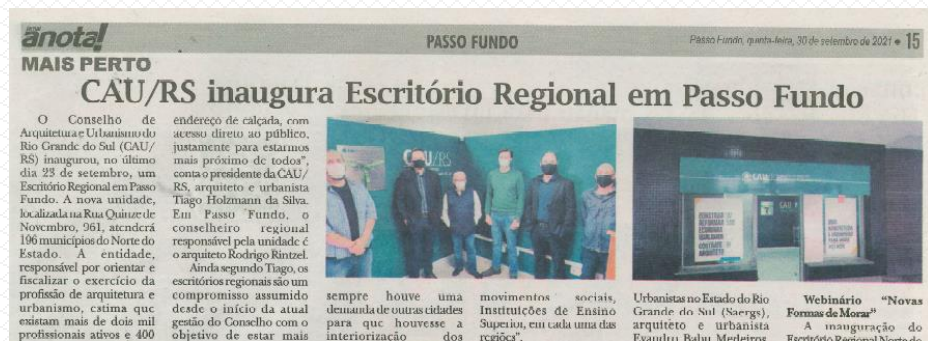 jornal
anota!
PASSO FUNDO
Passo Fundo, quinta-feira, 30 de setembro de 2021 • 15
MAIS PERTO
CAU/RS inaugura Escritório Regional em Passo Fundo
O Conselho de
Arquitetura e Urbanismo do
Rio Grande do Sul (CAU/
RS) inaugurou, no último
dia 23 de setembro, um
Escritório Regional em Passo
Fundo. A nova unidade,
localizada na Rua Quinze de
Novembro, 961, atenderá
196 municípios do Norte do
Estado. A entidade,
responsável por orientar e
fiscalizar o exercício da
profissão de arquitetura e
urbanismo, estima que
existam mais de dois mil
profissionais ativos e 400
endereço de calçada, com
acesso direto ao público,
justamente para estarmos
mais próximo de todos",
conta o presidente da CAU/
RS, arquiteto e urbanista
Tiago Holzmann da Silva.
Em Passo Fundo, o
conselheiro regional
responsável pela unidade é
o arquiteto Rodrigo Rintzel.
Ainda segundo Tiago, os
escritórios regionais são um
compromisso assumido
desde o início da atual
gestão do Conselho com o
objetivo de estar mais
CAU/RS
sempre houve uma
demanda de outras cidades
para que houvesse a
interiorização dos
movimentos sociais,
Instituições de Ensino
Superior, em cada uma das
regiões".
CAU
CAU
Urbanistas no Estado do Rio
Grande do Sul (Saergs),
arquiteto e urbanista
Evandro Babu Medeiros
Webinário "Novas
Formas de Morar"
A inauguração do
Escritório Regional Norte do